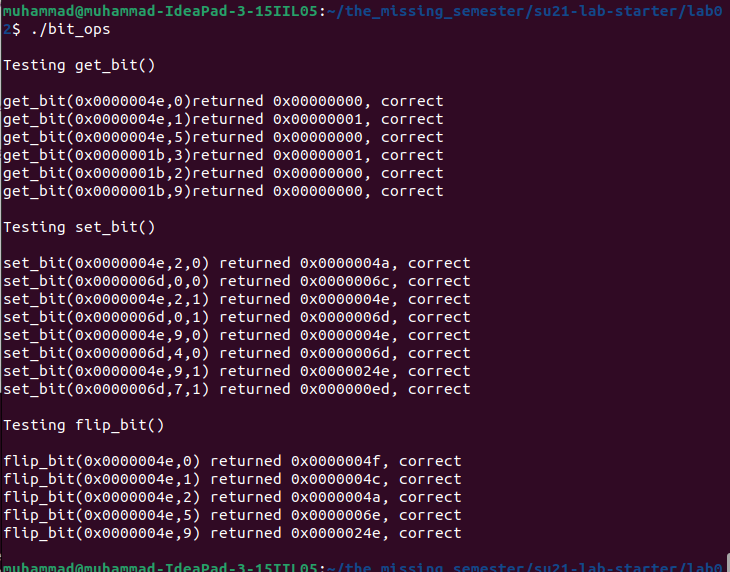 muhammad@muhammad-IdeaPad-3-15IIL05:~/the_missing_semester/su21-lab-starter/lab0
2$ ./bit_ops
Testing get_bit()
get_bit(0x0000004e,0)returned 0x00000000, correct
get_bit(0x0000004e,1)returned 0x00000001, correct
get_bit(0x0000004e,5)returned 0x00000000, correct
get_bit(0x0000001b,3)returned 0x00000001, correct
get_bit(0x0000001b,2)returned 0x00000000, correct
get_bit(0x0000001b,9)returned 0x00000000, correct
Testing set_bit()
set_bit(0x0000004e,2,0) returned 0x0000004a, correct
set_bit(0x0000006d,0,0) returned 0x0000006c, correct
set_bit(0x0000004e,2,1) returned 0x0000004e, correct
set_bit(0x0000006d,0,1) returned 0x0000006d, correct
set_bit(0x0000004e,9,0) returned 0x0000004e, correct
set_bit(0x0000006d,4,0) returned 0x0000006d, correct
set_bit(0x0000004e,9,1) returned 0x0000024e, correct
set_bit(0x0000006d,7,1) returned 0x000000ed, correct
Testing flip_bit()
flip_bit(0x0000004e,0) returned 0x0000004f, correct
flip_bit(0x0000004e,1) returned 0x0000004c, correct
flip_bit(0x0000004e,2) returned 0x0000004a, correct
flip_bit(0x0000004e,5) returned 0x0000006e, correct
flip_bit(0x0000004e,9) returned 0x0000024e, correct
muhammad@muhammad-IdeaPad-3-15IIL05:~/the_missing_semester/su21-lab-starter/lab0